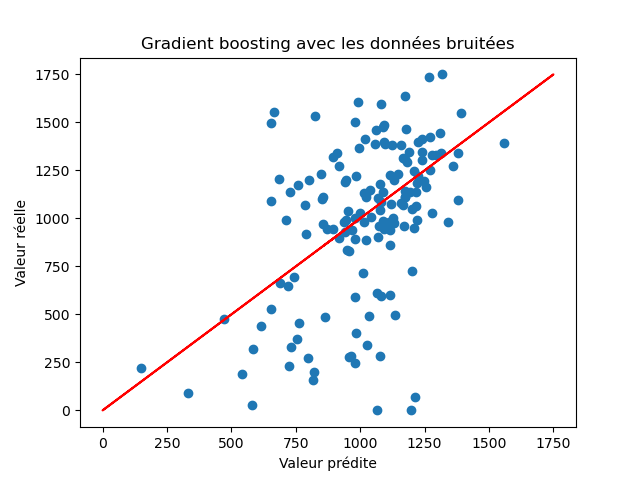 Gradient boosting avec les données bruitées
Valeur réelle
1750
1500
1250
1000
750
500
250
0
0 250 500 750 1000 1250 1500 1750
Valeur prédite